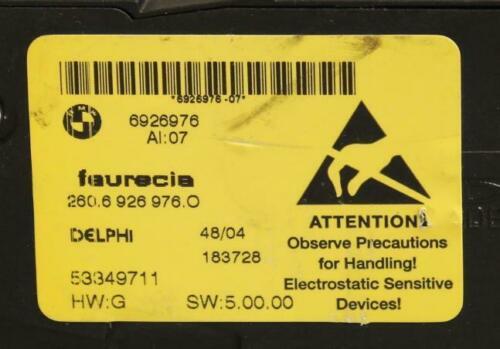 *6926976-07*
BMW
6926976
AI:07
faurecia
260.6 926 976.0
DELPHI 48/04
183728
53349711
HW:G SW:5.00.00
ATTENTION!
Observe Precautions
for Handling!
Electrostatic Sensitive
Devices!